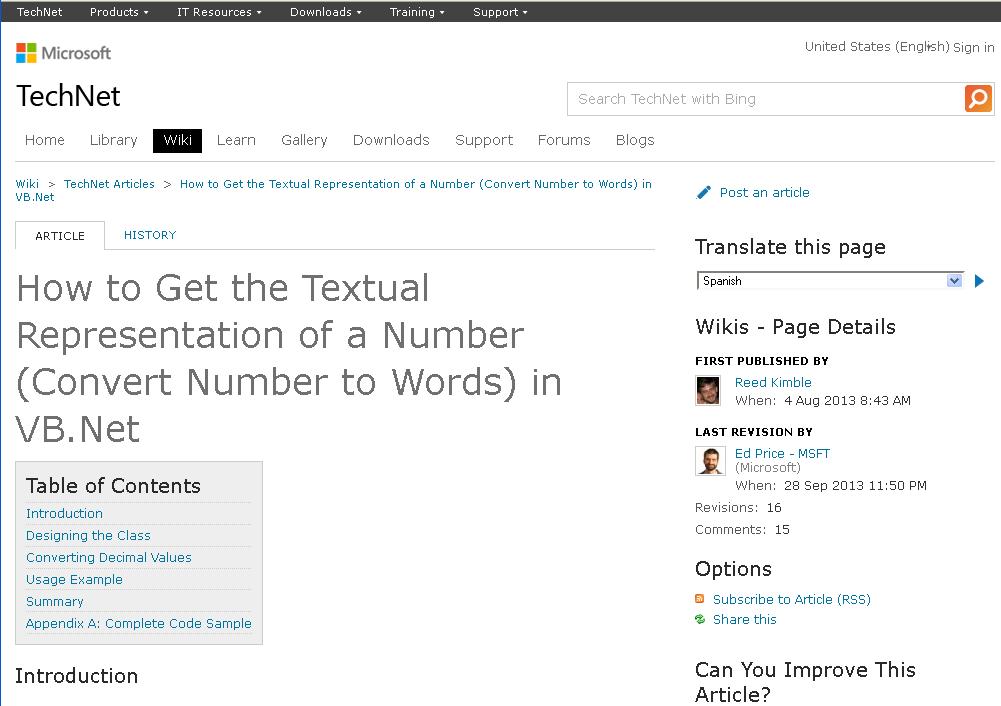 TechNet Products IT Resources Downloads Training Support
Microsoft
United States (English) Sign in
TechNet
Search TechNet with Bing
Home Library Wiki Learn Gallery Downloads Support Forums Blogs
Wiki > TechNet Articles > How to Get the Textual Representation of a Number (Convert Number to Words) in
VB.Net
ARTICLE HISTORY
How to Get the Textual
Representation of a Number
(Convert Number to Words) in
VB.Net
Table of Contents
Introduction
Designing the Class
Converting Decimal Values
Usage Example
Summary
Appendix A: Complete Code Sample
Introduction
Post an article
Translate this page
Spanish
Wikis - Page Details
FIRST PUBLISHED BY
Reed Kimble
When: 4 Aug 2013 8:43 AM
LAST REVISION BY
Ed Price - MSFT
(Microsoft)
When: 28 Sep 2013 11:50 PM
Revisions: 16
Comments: 15
Options
Subscribe to Article (RSS)
Share this
Can You Improve This
Article?